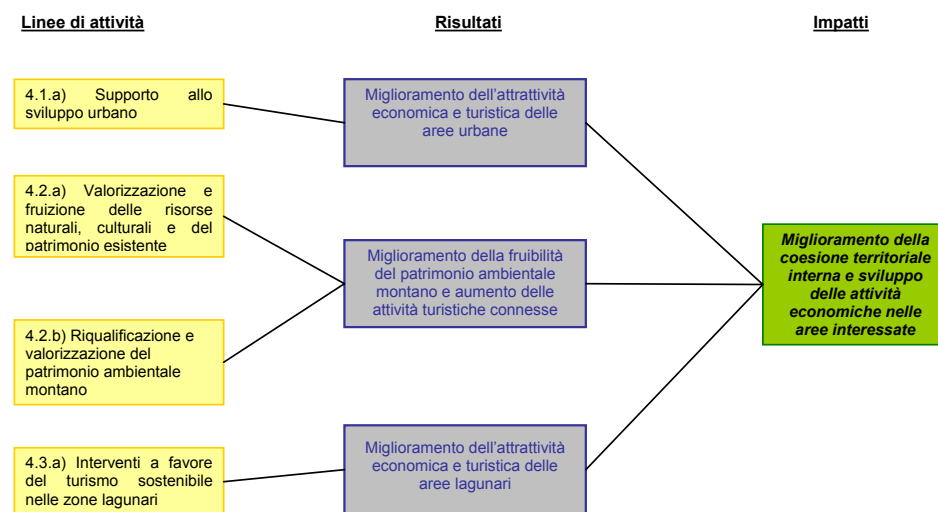 Linee di attività
Risultati
Impatti
4.1.a) Supporto allo
sviluppo urbano
Miglioramento dell'attrattività
economica e turistica delle
aree urbane
4.2.a) Valorizzazione e
fruizione delle risorse
naturali, culturali e del
patrimonio esistente
Miglioramento della fruibilità
del patrimonio ambientale
montano e aumento delle
attività turistiche connesse
Miglioramento della
coesione territoriale
interna e sviluppo
delle attività
economiche nelle
aree interessate
4.2.b) Riqualificazione e
valorizzazione del
patrimonio ambientale
montano
4.3.a) Interventi a favore
del turismo sostenibile
nelle zone lagunari
Miglioramento dell'attrattività
economica e turistica delle
aree lagunari